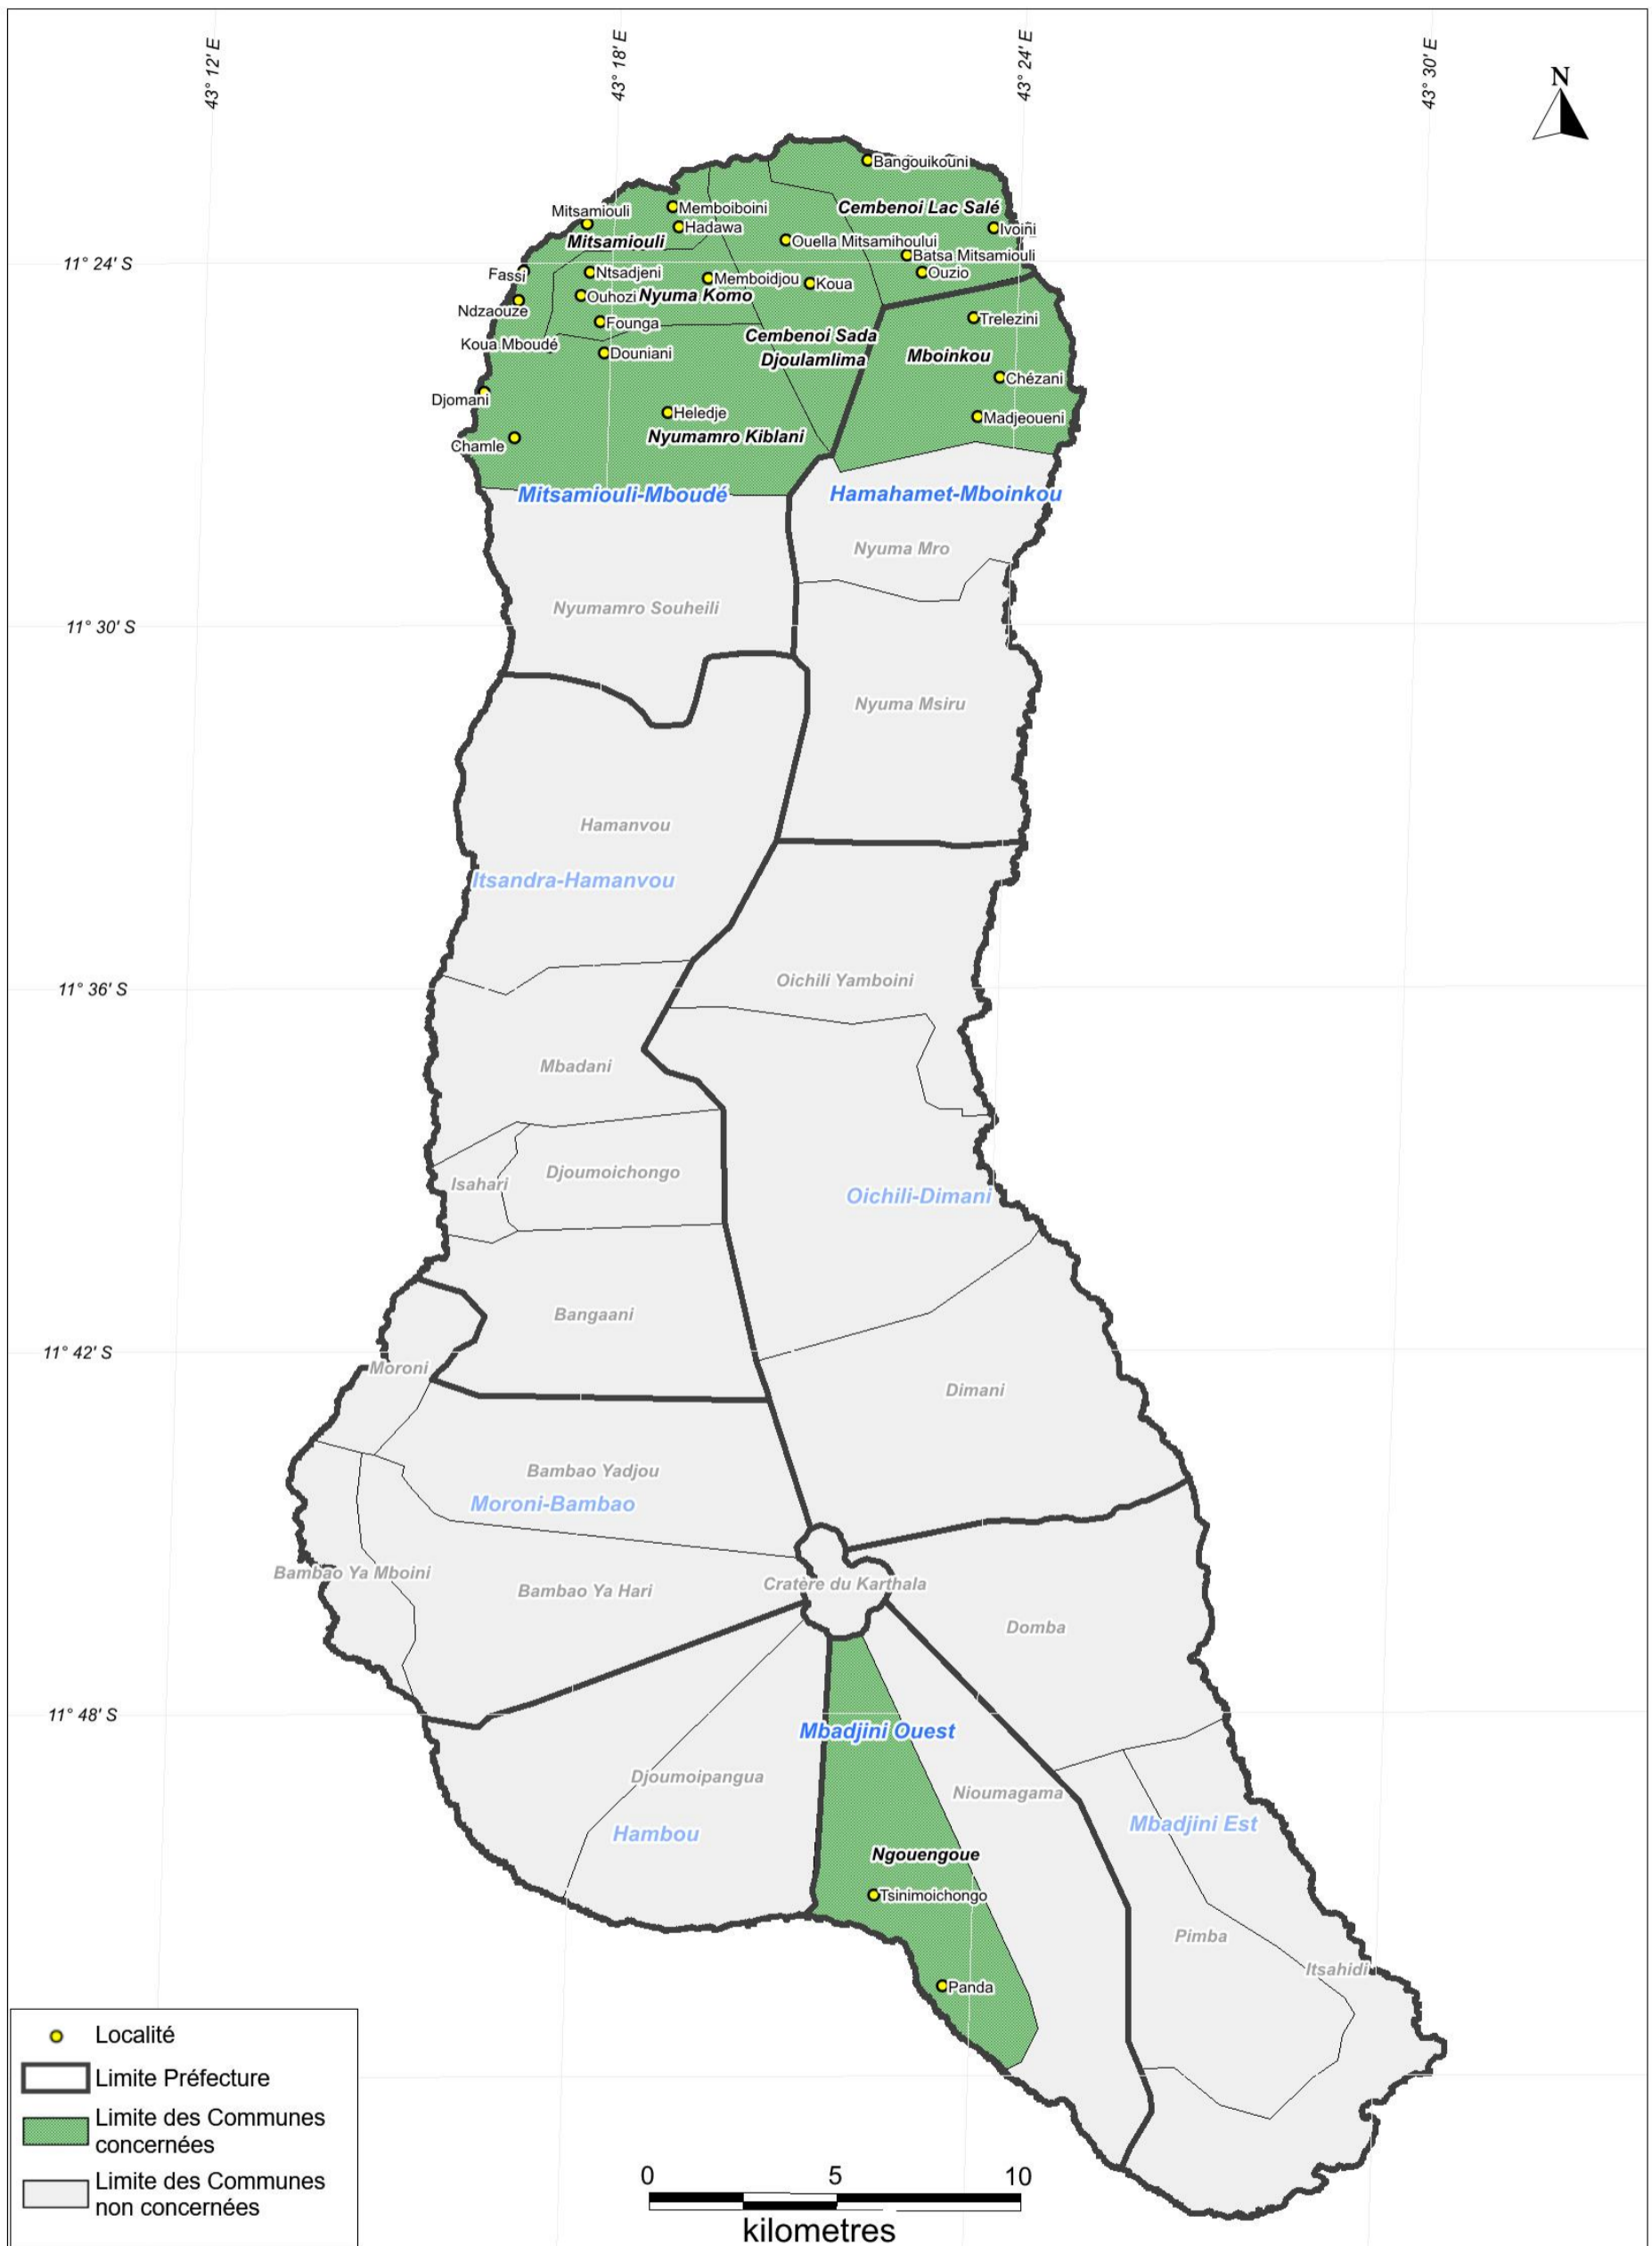 43° 12' E
43° 18' E
43° 24' E
43° 30' E
N
Bangouikouni
Mitsamiouli
Memboiboini
Cembenoi Lac Salé
Hadawa
Ivoini
Mitsamiouli
Ouella Mitsamihoului
Batsa Mitsamiouli
11° 24' S
Fassi
Ntsadjeni
Memboidjou
Koua
Ouzio
Ouhozi
Nyuma Komo
Ndzaouze
Founga
Trelezini
Koua Mboudé
Cembenoi Sada
Djoulamlima
Douniani
Mboinkou
Chézani
Djomani
Heledje
Madjeoueni
Chamle
Nyumamro Kiblani
Mitsamiouli-Mboudé
Hamahamet-Mboinkou
Nyuma Mro
Nyumamro Souheili
11° 30' S
Nyuma Msiru
Hamanvou
Itsandra-Hamanvou
Oichili Yamboini
11° 36' S
Mbadani
Djoumoichongo
Isahari
Oichili-Dimani
Bangaani
11° 42' S
Moroni
Dimani
Bambao Yadjou
Moroni-Bambao
Bambao Ya Mboini
Bambao Ya Hari
Cratère du Karthala
Domba
11° 48' S
Mbadjini Ouest
Djoumoipangua
Nioumagama
Hambou
Mbadjini Est
Ngouengoue
Tsinimoichongo
Pimba
Itsahidi
Panda
Localité
Limite Préfecture
Limite des Communes
concernées
Limite des Communes
non concernées
0 5 10
kilometres